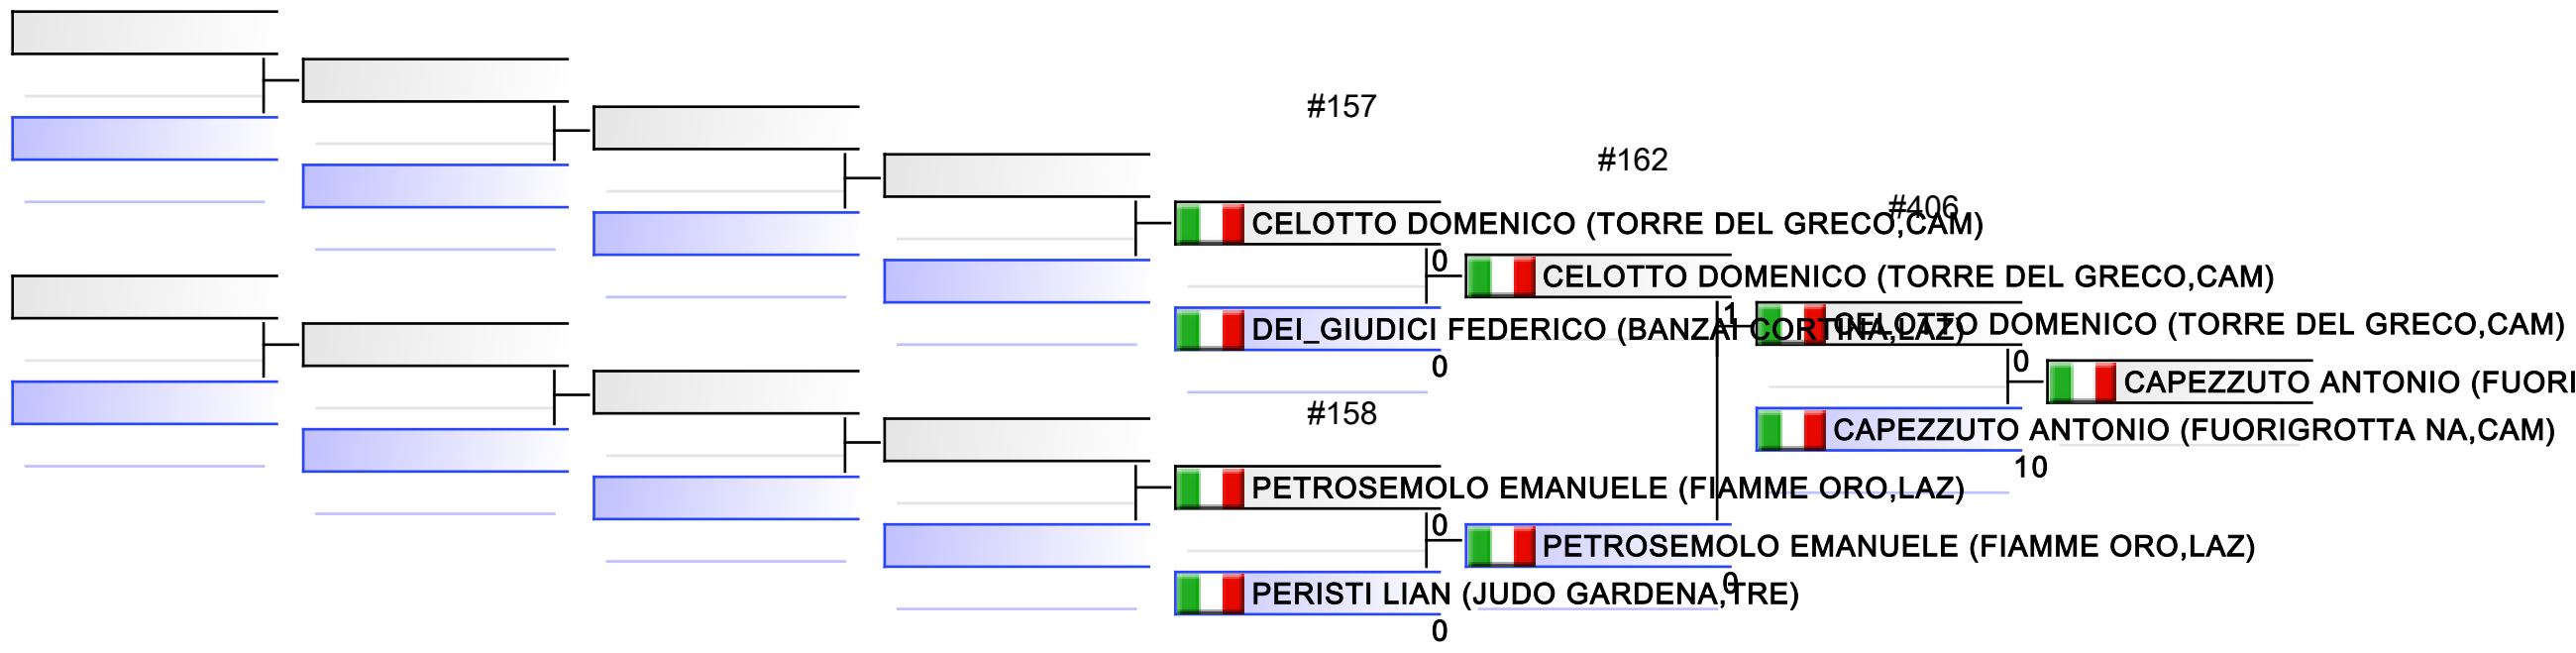 #157
#162
#406
CELOTTO DOMENICO (TORRE DEL GRECO,CAM)
0
CELOTTO DOMENICO (TORRE DEL GRECO,CAM)
1
CELOTTO DOMENICO (TORRE DEL GRECO,CAM)
DEI_GIUDICI FEDERICO (BANZAI CORTINA,LAZ)
0
0
CAPEZZUTO ANTONIO (FUORI
#158
CAPEZZUTO ANTONIO (FUORIGROTTA NA,CAM)
10
PETROSEMOLO EMANUELE (FIAMME ORO,LAZ)
0
PETROSEMOLO EMANUELE (FIAMME ORO,LAZ)
0
PERISTI LIAN (JUDO GARDENA,TRE)
0